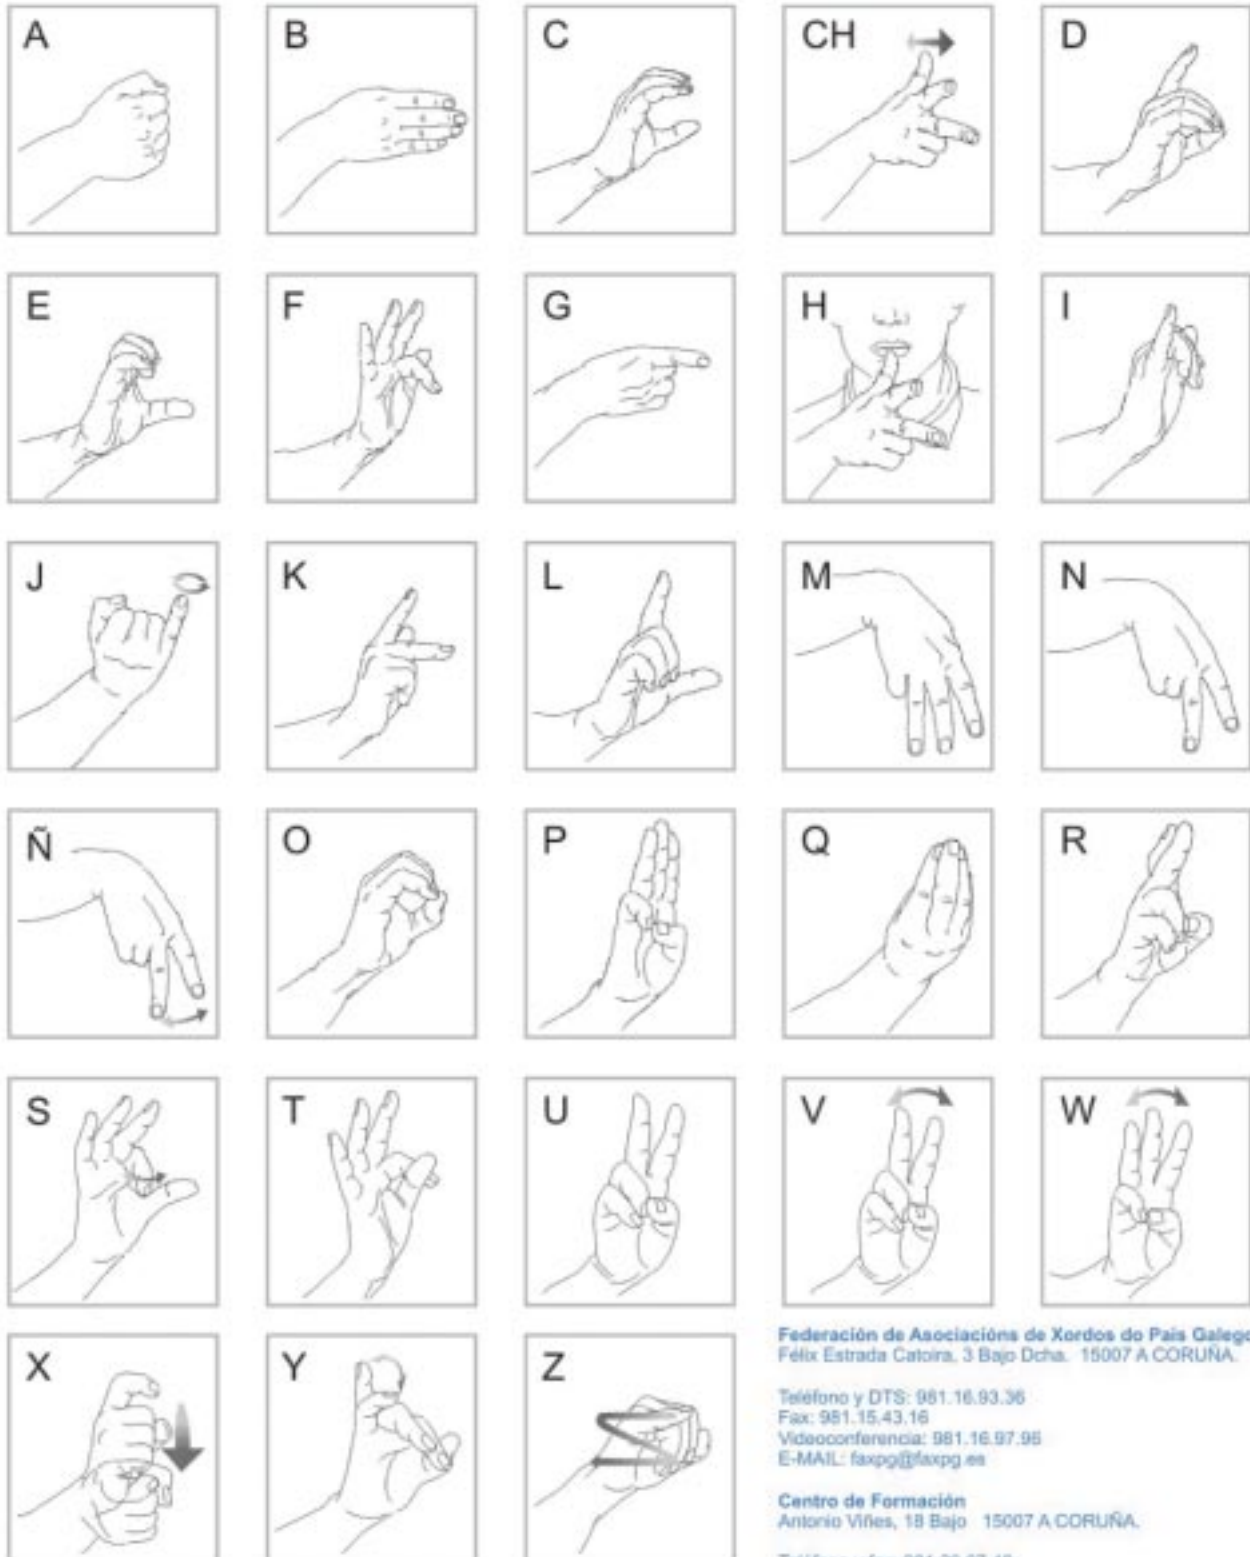 A
B
C
CH
D
E
F
G
H
I
J
K
L
M
N
Ñ
O
P
Q
R
S
T
U
V
W
X
Y
Z
Federación de Asociacións de Xordos do País Galego
Félix Estrada Catoira, 3 Bajo Dcha. 15007 A CORUÑA.
Teléfono y DTS: 981.16.93.36
Fax: 981.15.43.16
Videoconferencia: 981.16.97.96
E-MAIL: faxpg@faxpg.es
Centro de Formación
Antonio Viñes, 18 Bajo 15007 A CORUÑA.